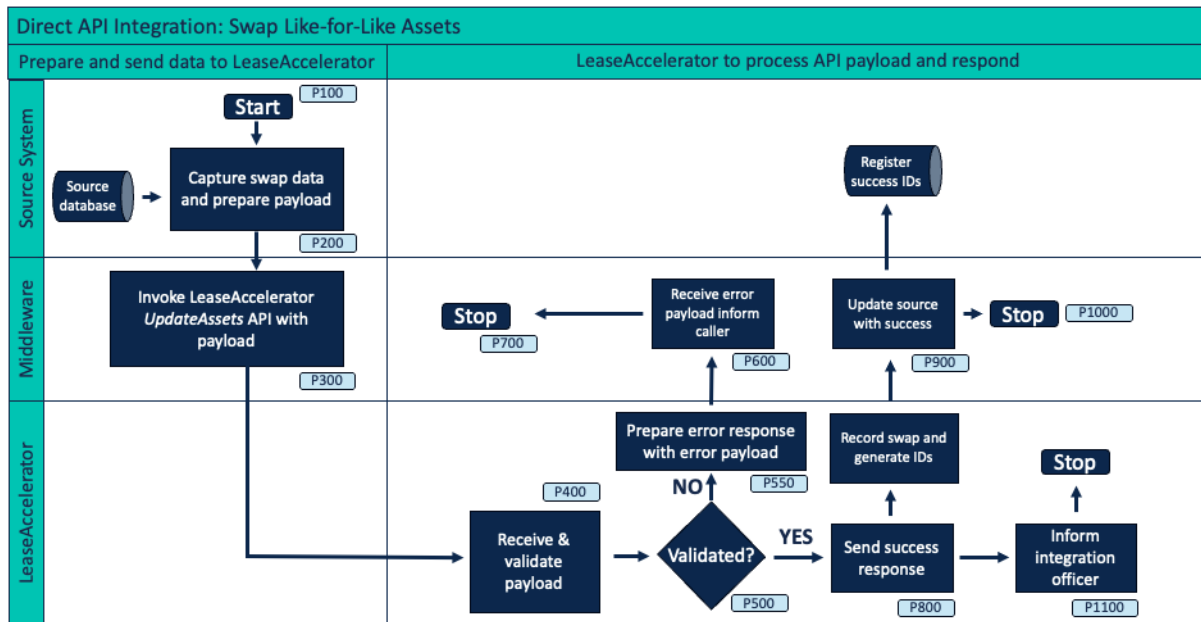 Direct API Integration: Swap Like-for-Like Assets
Prepare and send data to LeaseAccelerator
LeaseAccelerator to process API payload and respond
Source System
P100
Start
Source
database
Capture swap data
and prepare payload
P200
Register
success IDs
Middleware
Invoke LeaseAccelerator
UpdateAssets API with
payload
P300
Stop
P700
Receive error
payload inform
caller
P600
Update source
with success
P900
Stop
P1000
LeaseAccelerator
Prepare error response
with error payload
P550
NO
Record swap and
generate IDs
Stop
P400
Receive &
validate
payload
Validated?
P500
YES
Send success
response
P800
Inform
integration
officer
P1100